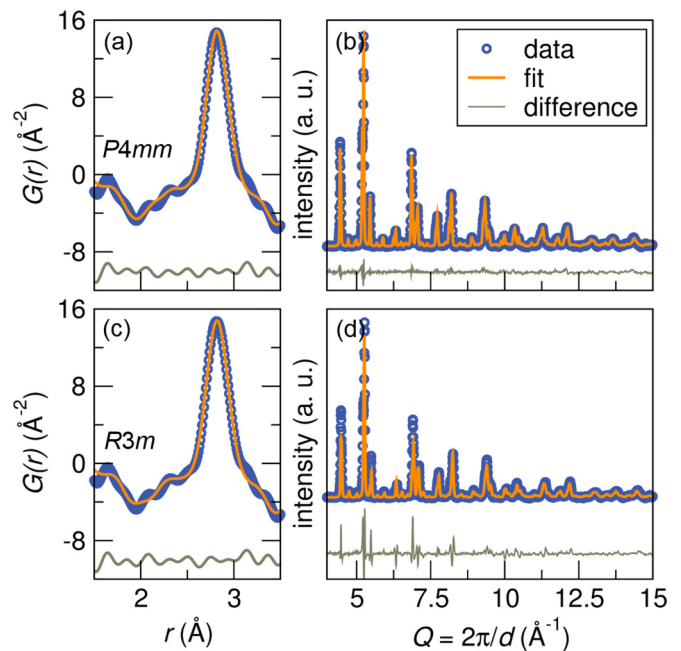 (a)
16
8
0
-8
G(r) (Å⁻²)
P4mm
(b)
intensity (a. u.)
data
fit
difference
(c)
16
8
0
-8
G(r) (Å⁻²)
R3m
2
3
r (Å)
(d)
intensity (a. u.)
5
7.5
10
12.5
15
Q = 2π/d (Å⁻¹)